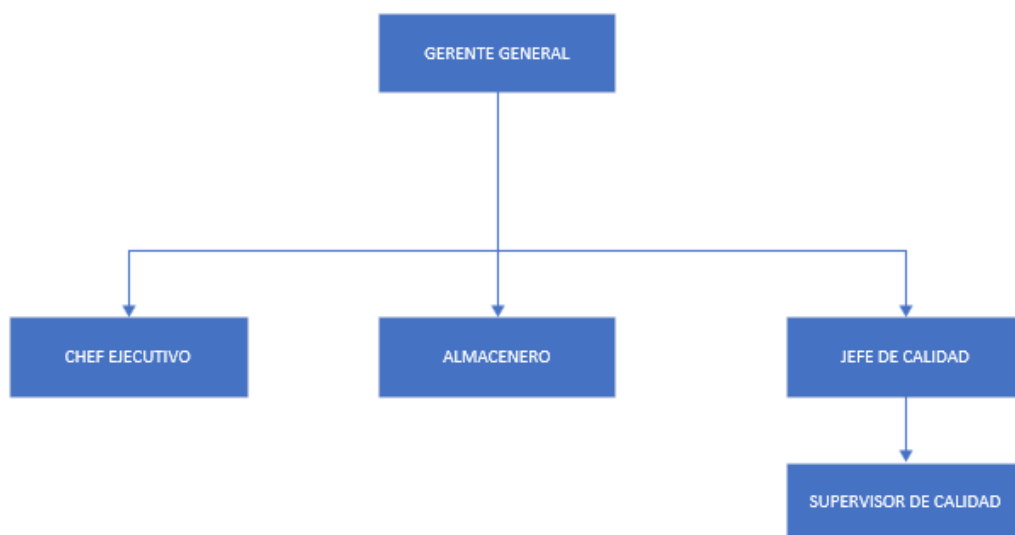 GERENTE GENERAL
CHEF EJECUTIVO
ALMACENERO
JEFE DE CALIDAD
SUPERVISOR DE CALIDAD